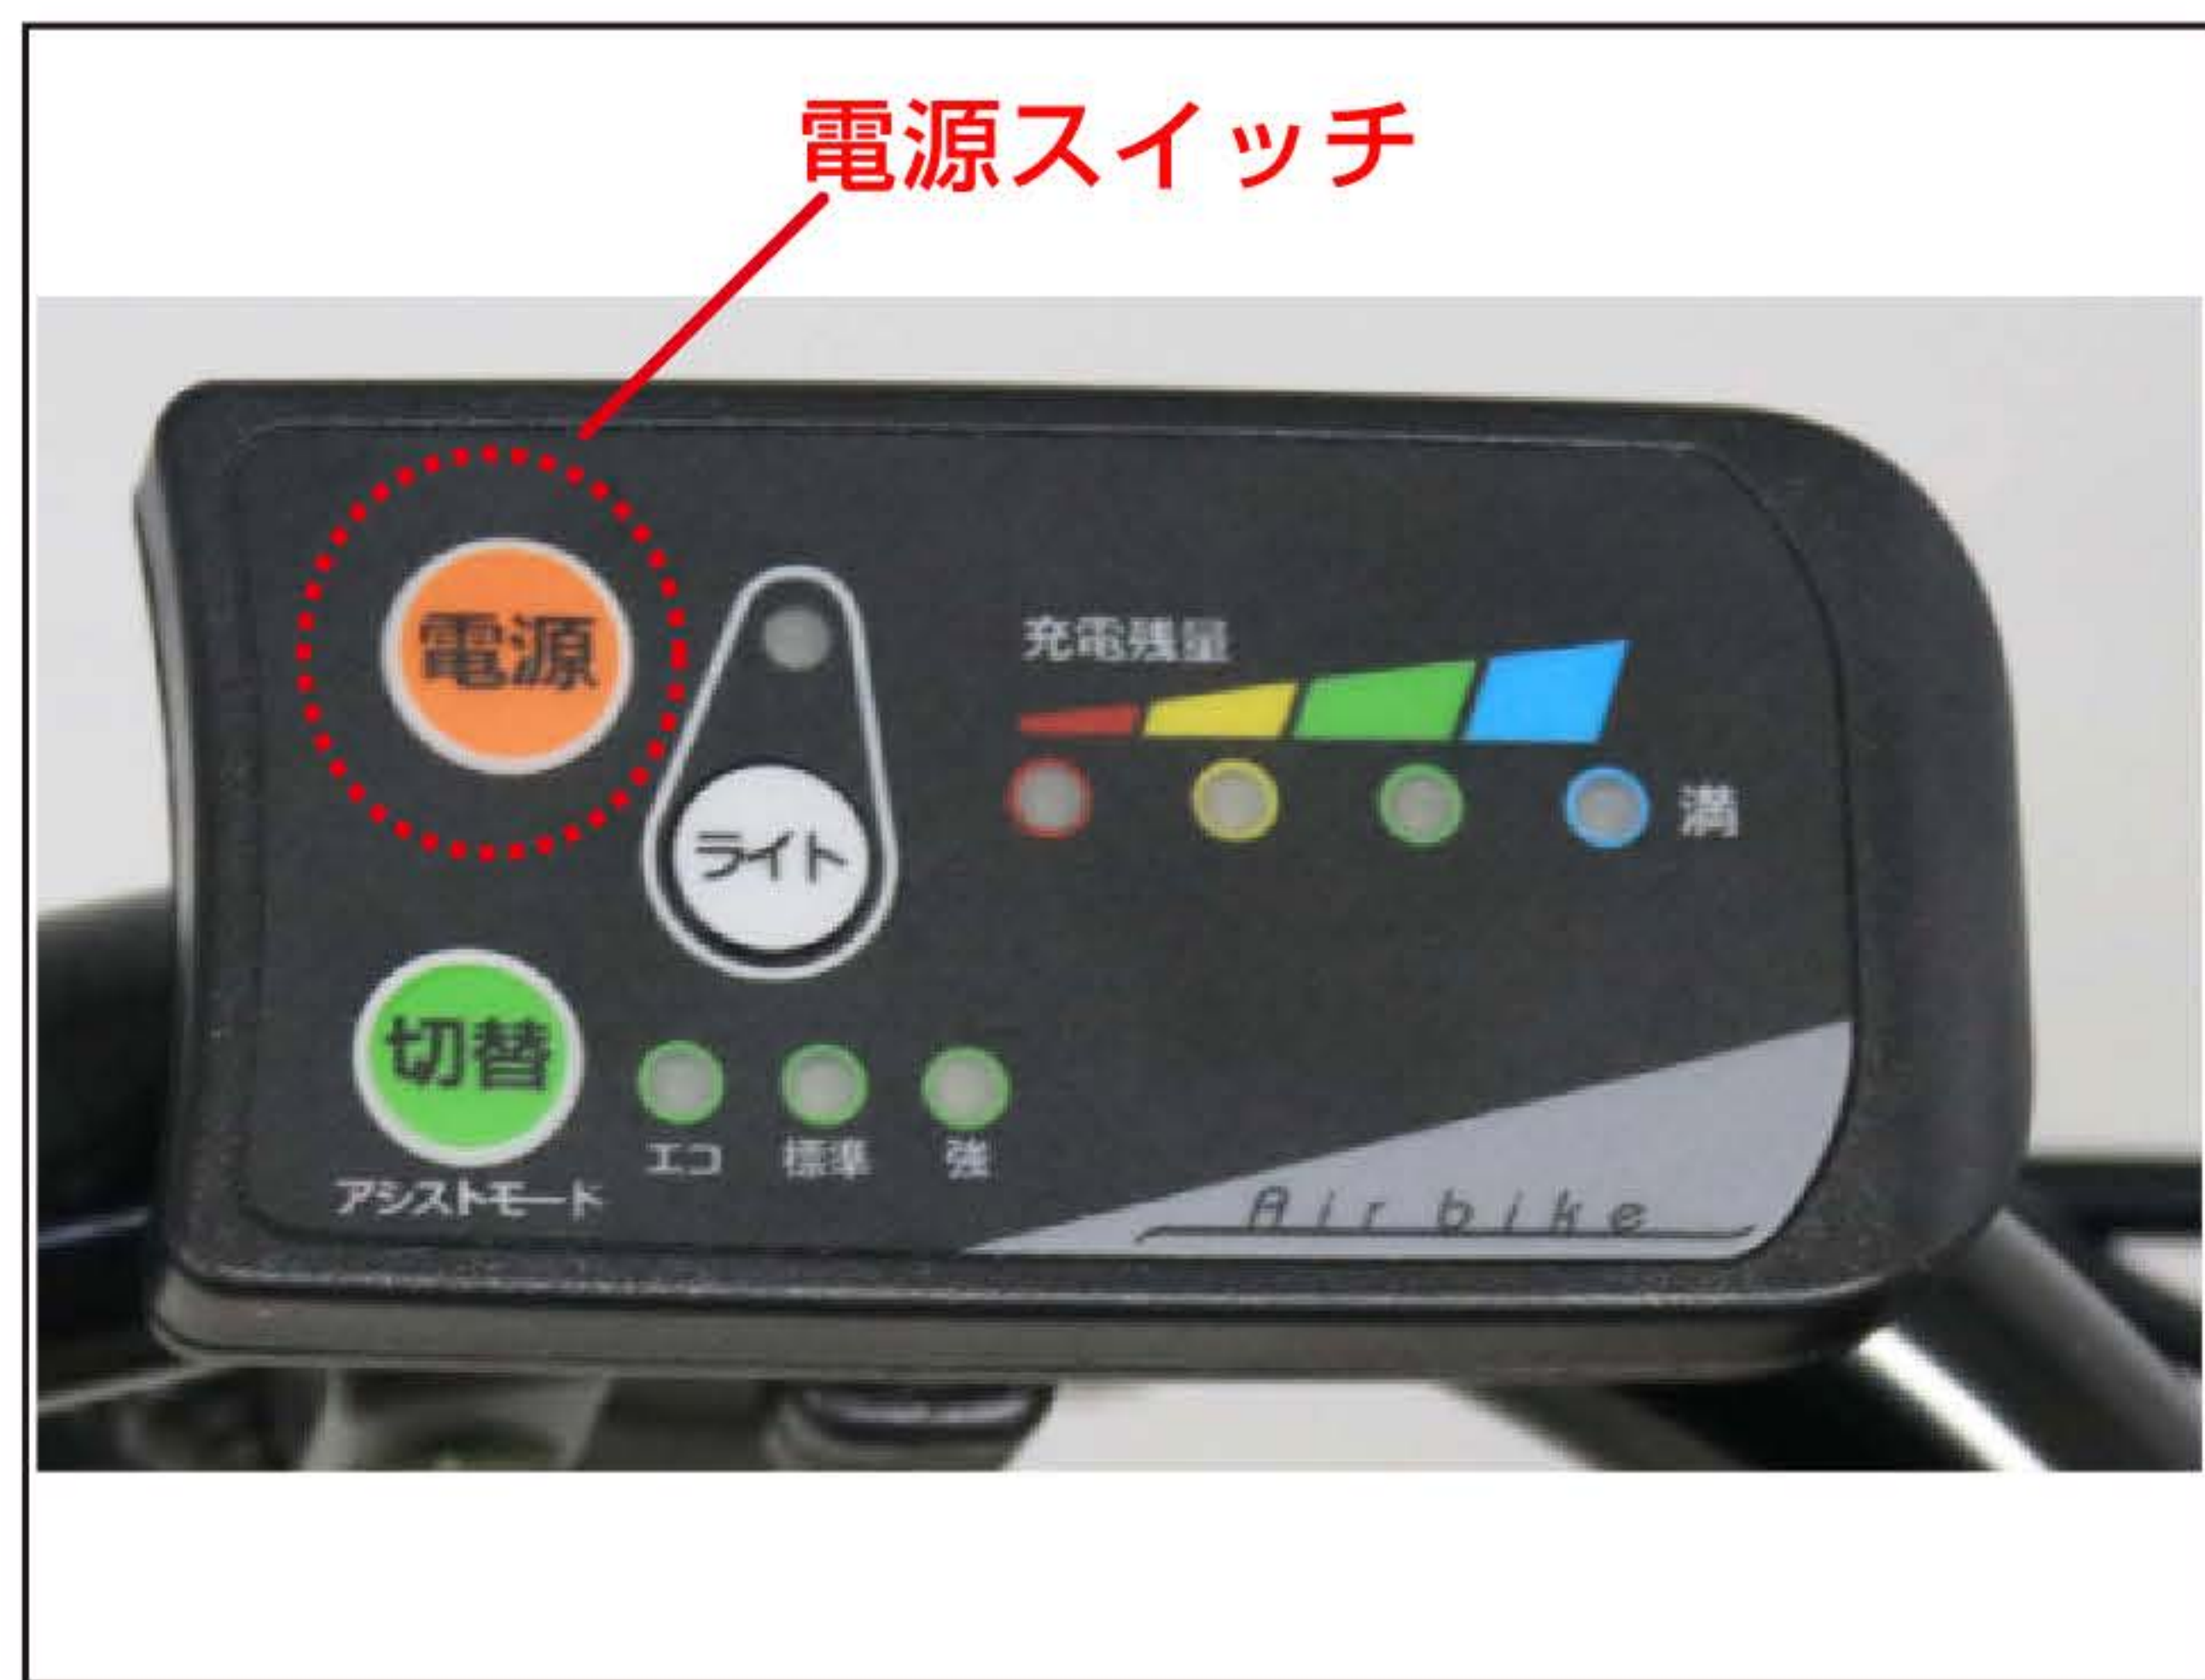 電源スイッチ
電源
充電残量
満
ライト
切替
エコ 標準 強
アシストモード
Air bike